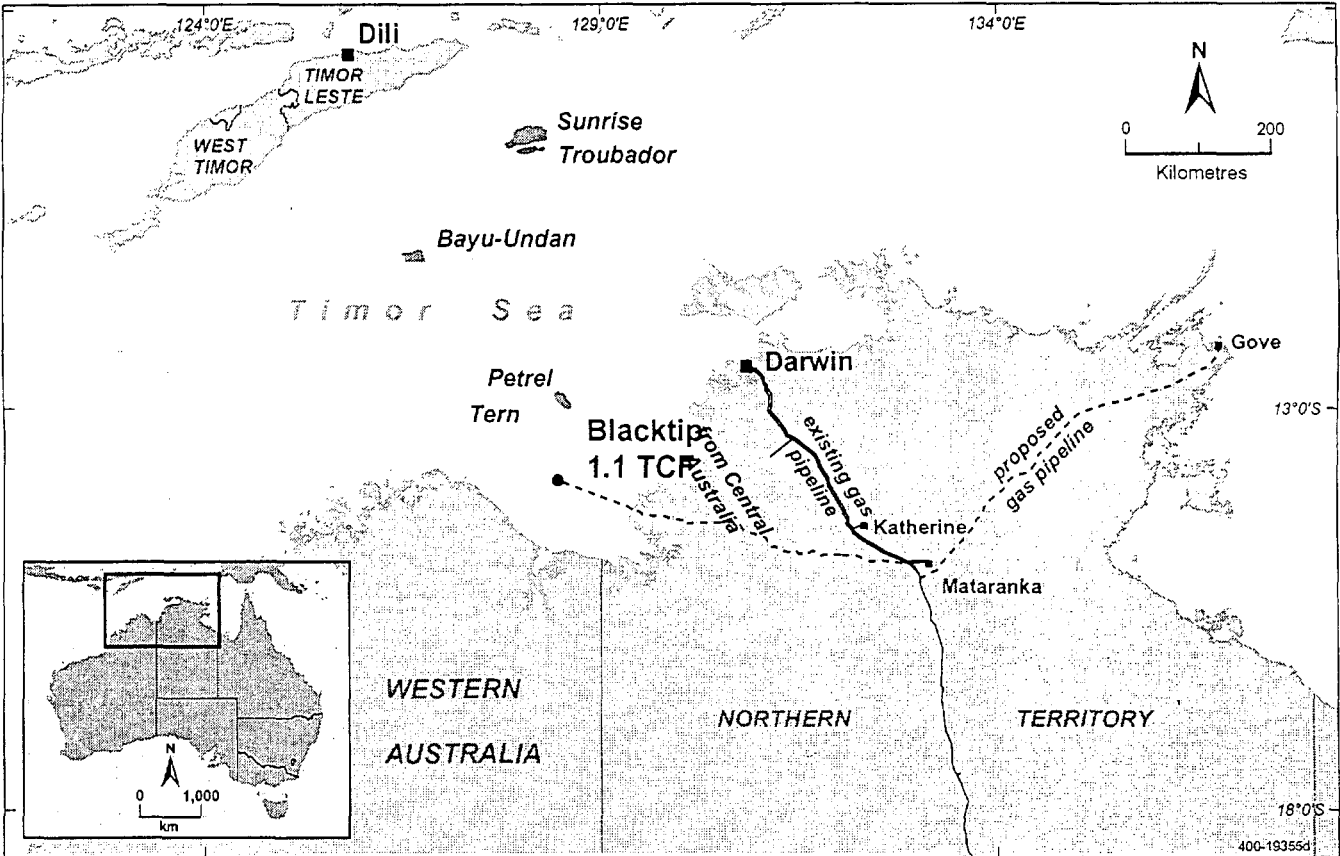 124°0'E
129°0'E
134°0'E
Dili
TIMOR
LESTE
WEST
TIMOR
Sunrise
Troubador
N
0 200
Kilometres
Bayu-Undan
Timor Sea
Petrel
Tern
Darwin
Gove
13°0'S
Blacktip
1.1 TCF
from Central
Australia
existing gas
pipeline
proposed
gas pipeline
Katherine
Mataranka
WESTERN
AUSTRALIA
NORTHERN TERRITORY
N
0 1,000
km
18°0'S
400-19355d